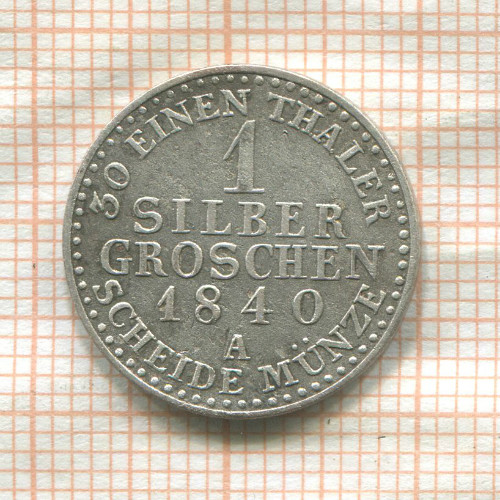 30 EINEN THALER
1
SILBER
GROSCHEN
1840
A
SCHEIDE MÜNZE